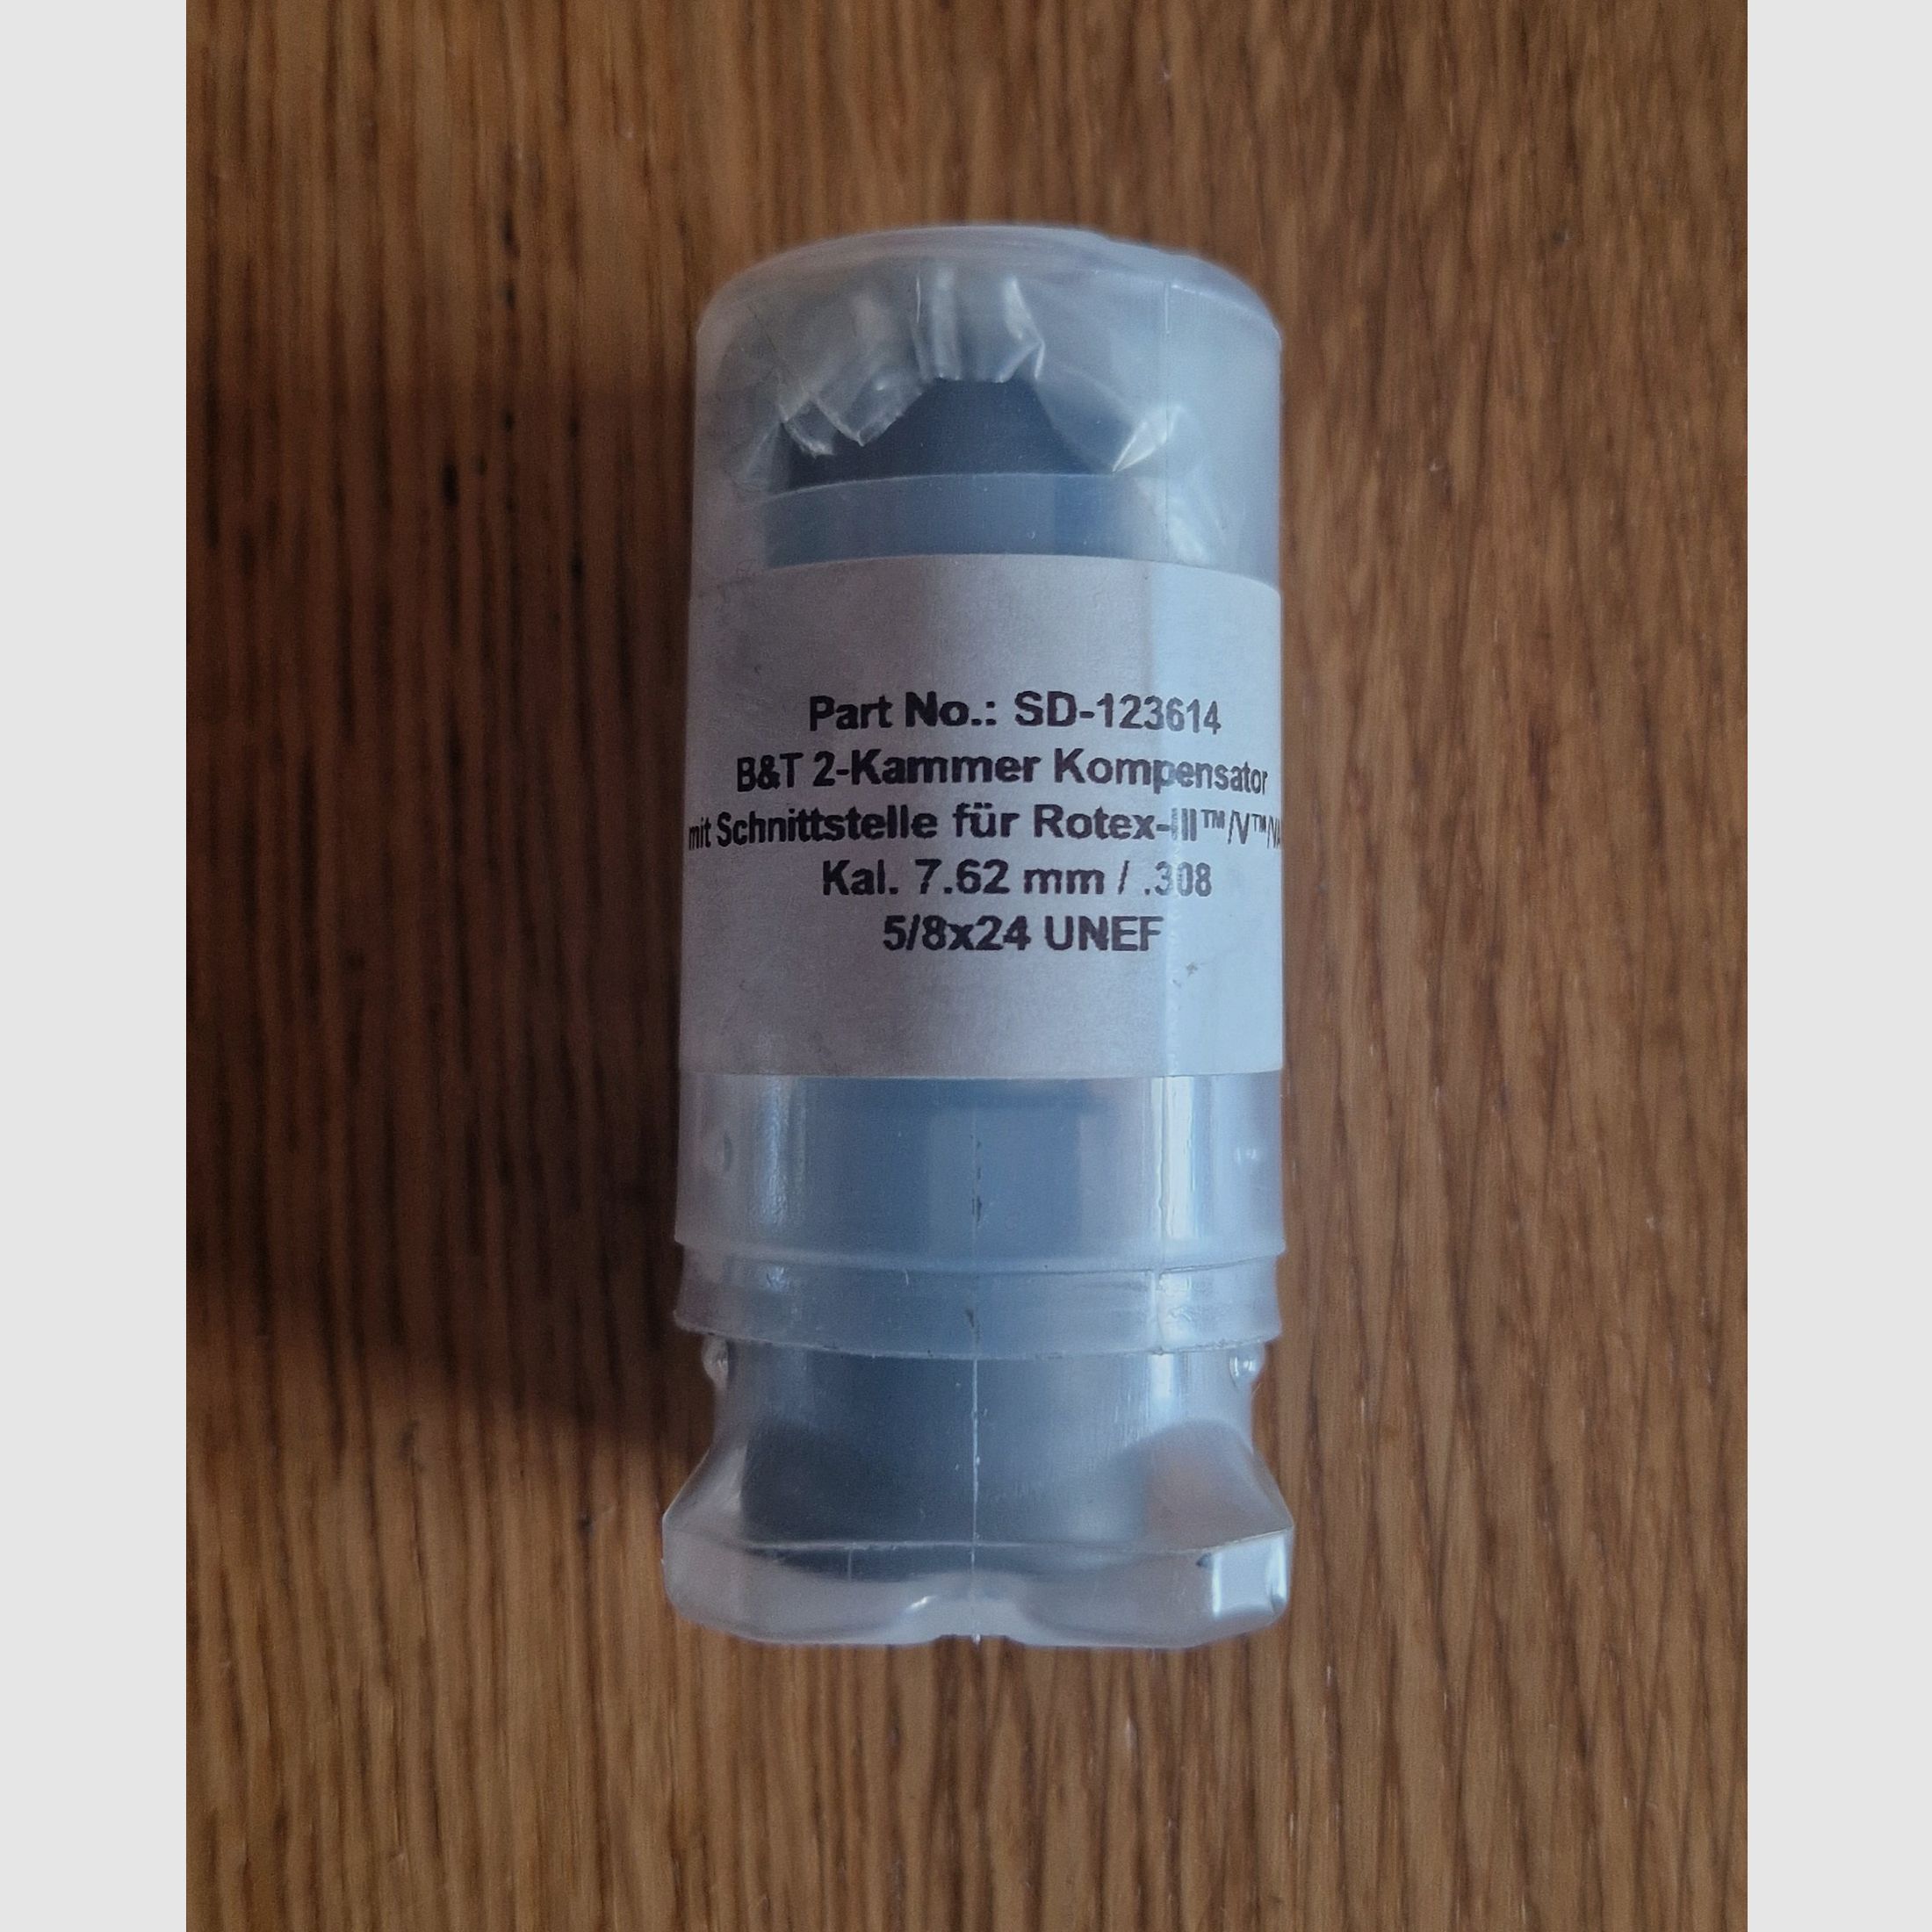 Part No.: SD-123614
B&T 2-Kammer Kompensator
mit Schnittstelle für Rotex-III™/V™/
Kal. 7.62 mm / .308
5/8x24 UNEF